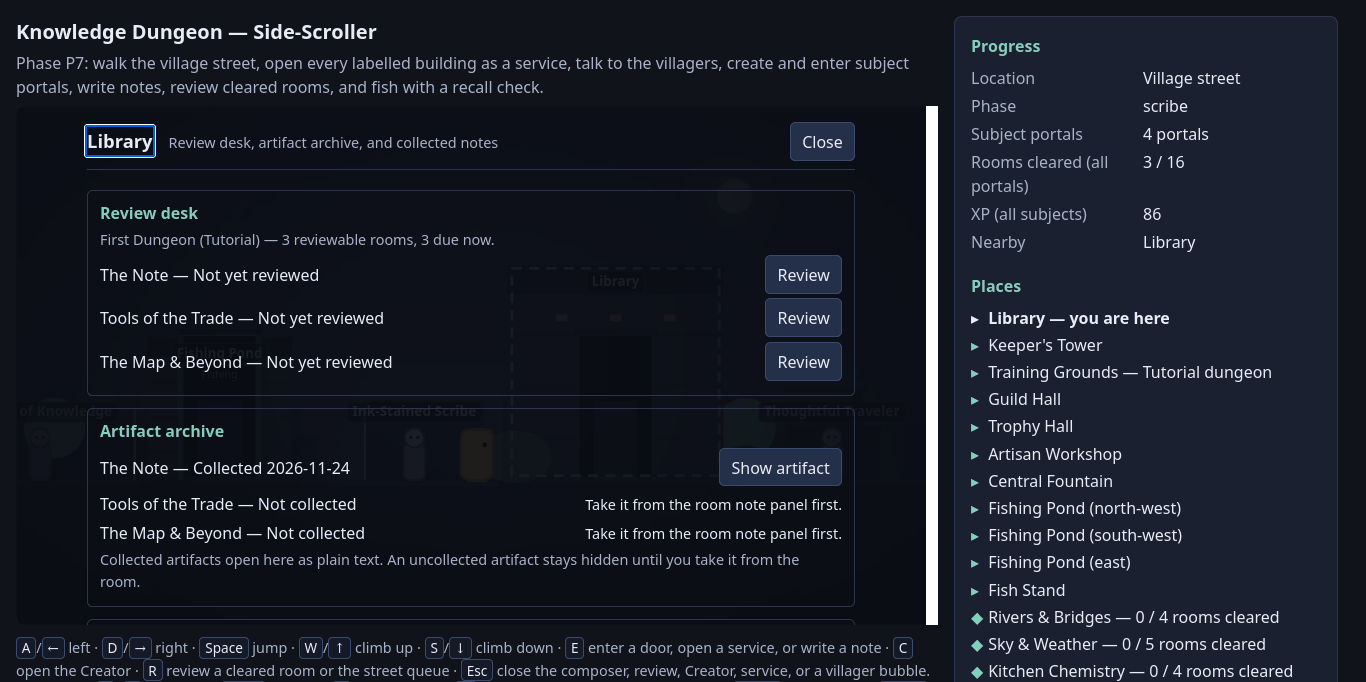 Knowledge Dungeon — Side-Scroller
Phase P7: walk the village street, open every labelled building as a service, talk to the villagers, create and enter subject
portals, write notes, review cleared rooms, and fish with a recall check.
Library
Review desk, artifact archive, and collected notes
Close
Review desk
First Dungeon (Tutorial) — 3 reviewable rooms, 3 due now.
The Note — Not yet reviewed
Review
Library
Tools of the Trade — Not yet reviewed
Review
Fishing Pond
The Map & Beyond — Not yet reviewed
Review
of Knowledge
Ink-Stained Scribe
Thoughtful Traveler
Artifact archive
The Note — Collected 2026-11-24
Show artifact
Tools of the Trade — Not collected
Take it from the room note panel first.
The Map & Beyond — Not collected
Take it from the room note panel first.
Collected artifacts open here as plain text. An uncollected artifact stays hidden until you take it from the
room.
A/← left · D/→ right · Space jump · W/↑ climb up · S/↓ climb down · E enter a door, open a service, or write a note · C
open the Creator · R review a cleared room or the street queue · Esc close the composer, review, Creator, service, or a villager bubble.
Progress
Location Village street
Phase scribe
Subject portals 4 portals
Rooms cleared (all
portals) 3 / 16
XP (all subjects) 86
Nearby Library
Places
▸ Library — you are here
▸ Keeper's Tower
▸ Training Grounds — Tutorial dungeon
▸ Guild Hall
▸ Trophy Hall
▸ Artisan Workshop
▸ Central Fountain
▸ Fishing Pond (north-west)
▸ Fishing Pond (south-west)
▸ Fishing Pond (east)
▸ Fish Stand
◆ Rivers & Bridges — 0 / 4 rooms cleared
◆ Sky & Weather — 0 / 5 rooms cleared
◆ Kitchen Chemistry — 0 / 4 rooms cleared